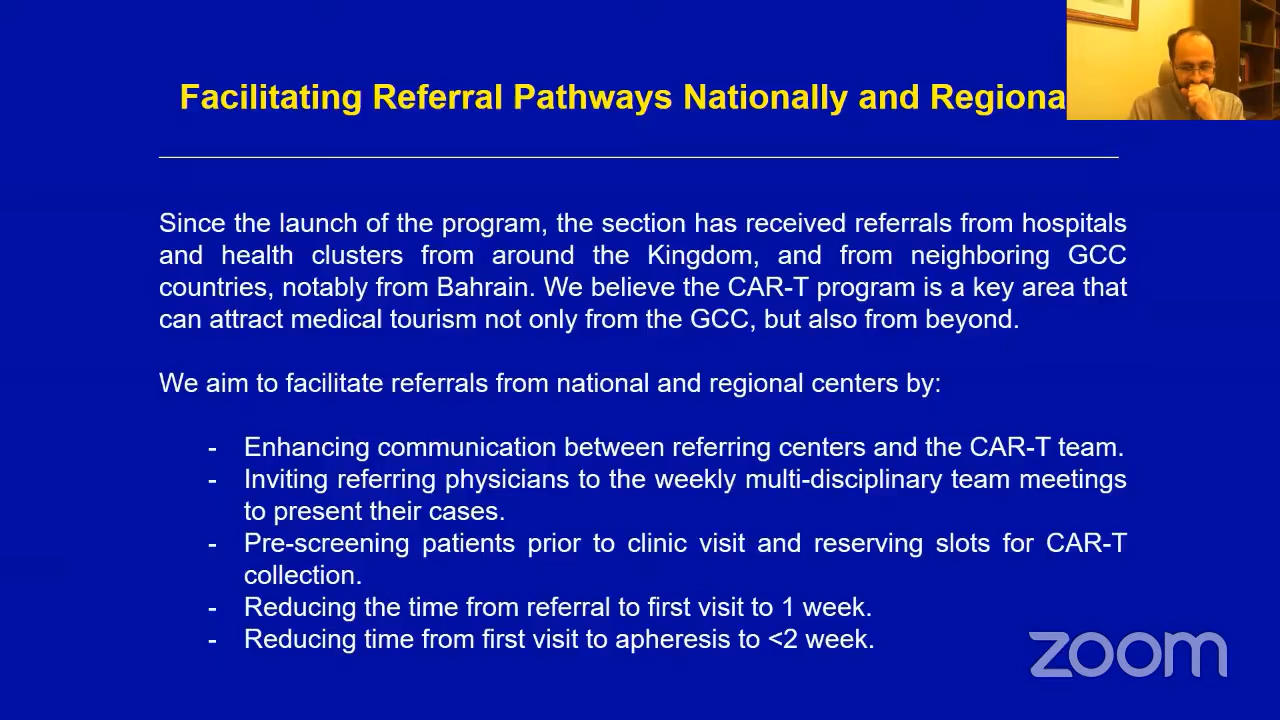 Facilitating Referral Pathways Nationally and Regiona
Since the launch of the program, the section has received referrals from hospitals
and health clusters from around the Kingdom, and from neighboring GCC
countries, notably from Bahrain. We believe the CAR-T program is a key area that
can attract medical tourism not only from the GCC, but also from beyond.
We aim to facilitate referrals from national and regional centers by:
- Enhancing communication between referring centers and the CAR-T team.
- Inviting referring physicians to the weekly multi-disciplinary team meetings
to present their cases.
- Pre-screening patients prior to clinic visit and reserving slots for CAR-T
collection.
- Reducing the time from referral to first visit to 1 week.
- Reducing time from first visit to apheresis to <2 week.
zoom